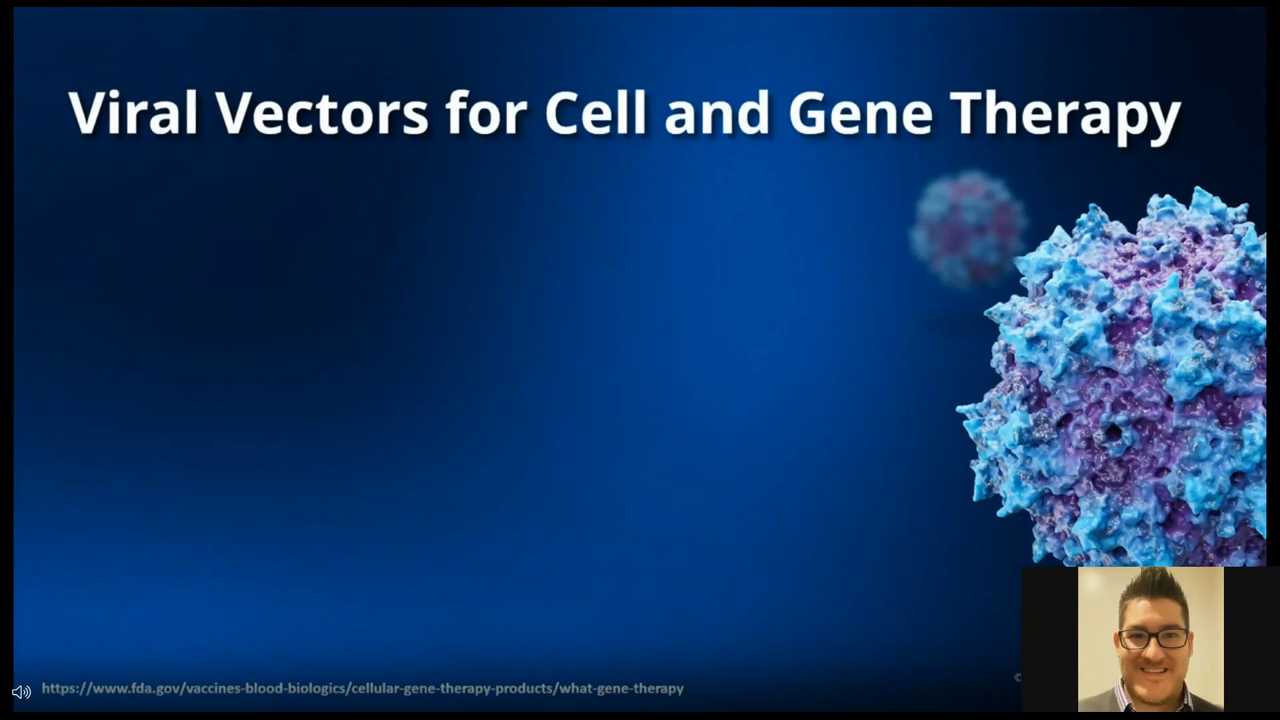 Viral Vectors for Cell and Gene Therapy
https://www.fda.gov/vaccines-blood-biologics/cellular-gene-therapy-products/what-gene-therapy